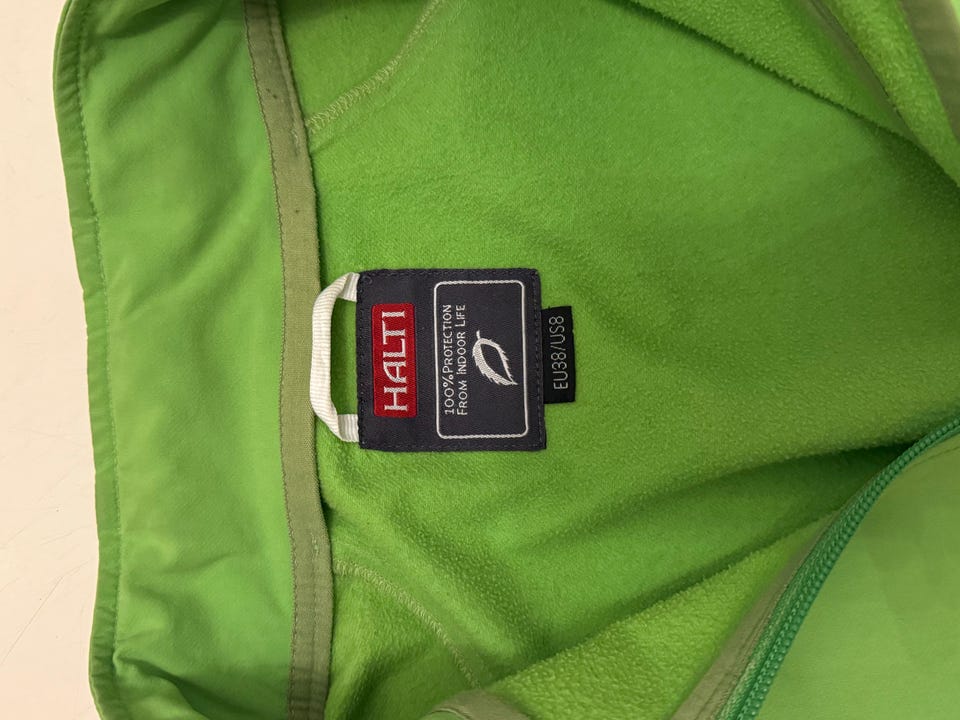 HALTI
100% PROTECTION
FROM INDOOR LIFE
EU38/US8